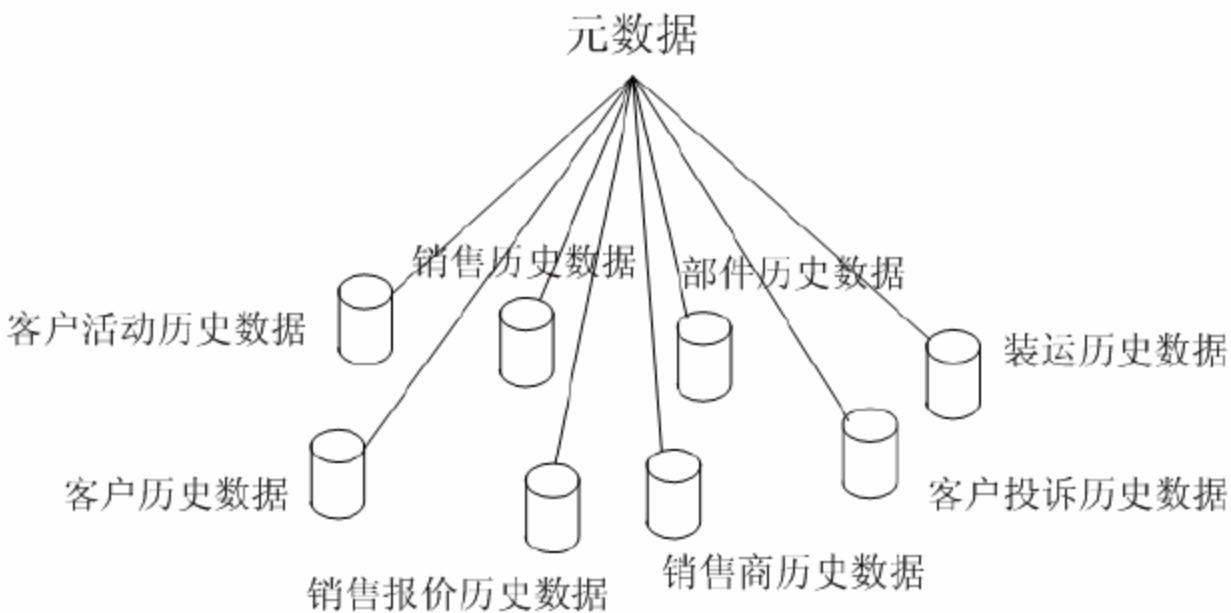 元数据
销售历史数据
部件历史数据
客户活动历史数据
装运历史数据
客户历史数据
客户投诉历史数据
销售商历史数据
销售报价历史数据